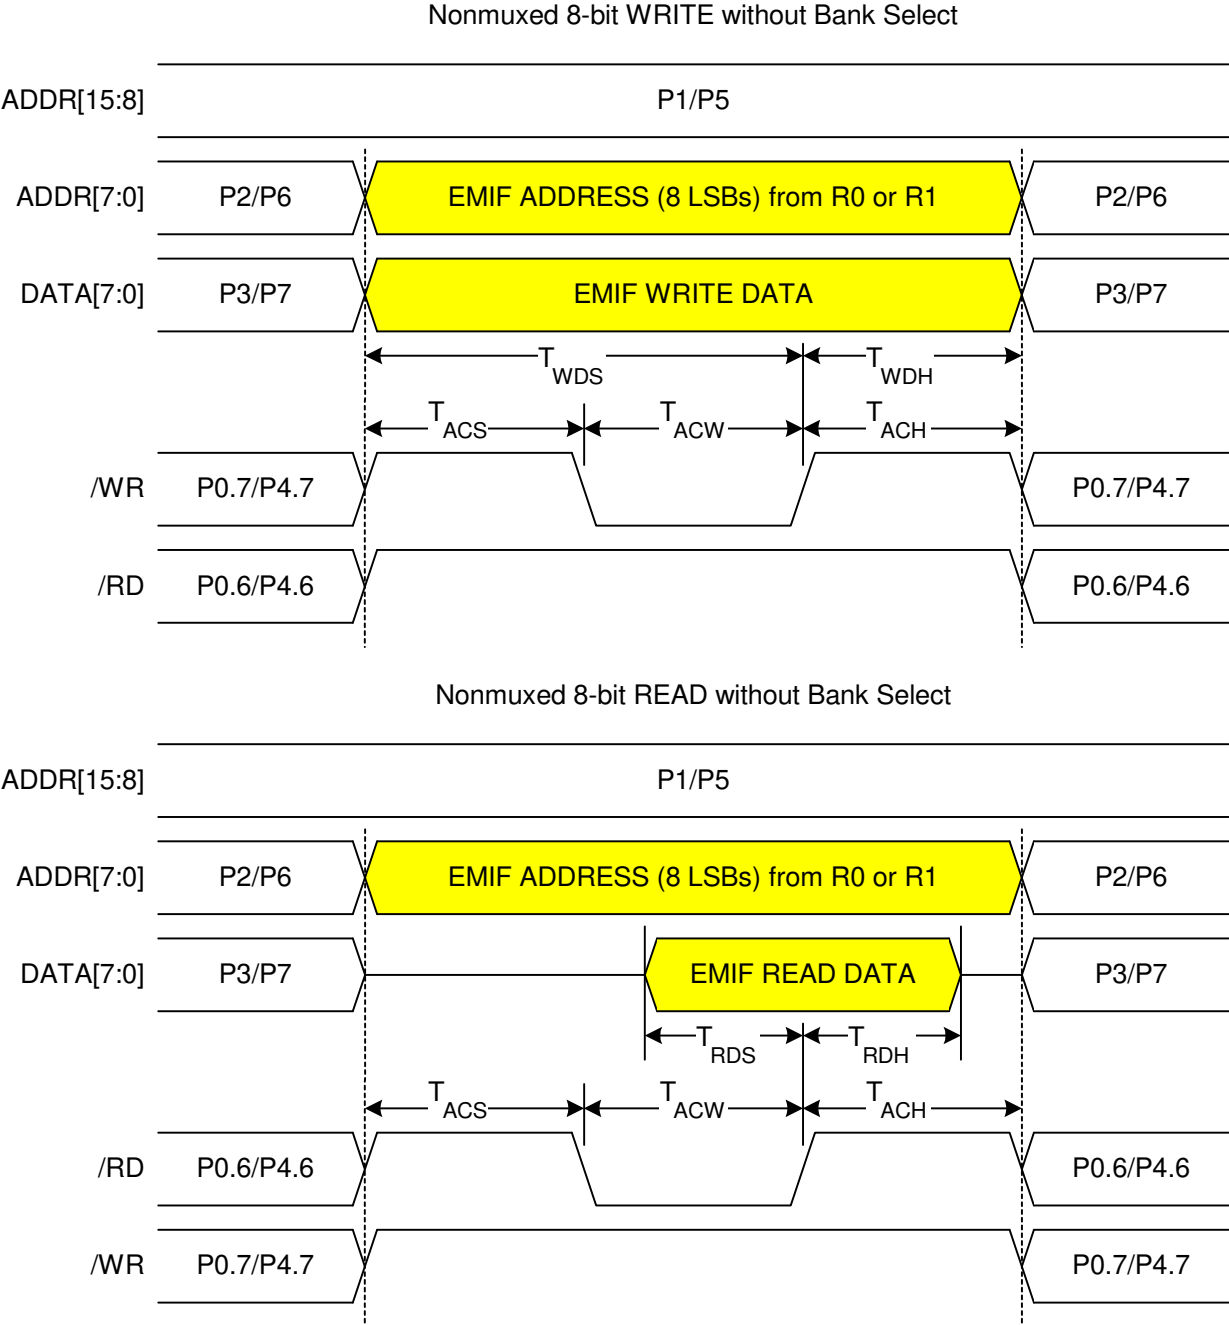 Nonmuxed 8-bit WRITE without Bank Select
ADDR[15:8] P1/P5
ADDR[7:0] P2/P6 EMIF ADDRESS (8 LSBs) from R0 or R1 P2/P6
DATA[7:0] P3/P7 EMIF WRITE DATA P3/P7
TWDS TWDH
TACS TACW TACH
/WR P0.7/P4.7 P0.7/P4.7
/RD P0.6/P4.6 P0.6/P4.6
Nonmuxed 8-bit READ without Bank Select
ADDR[15:8] P1/P5
ADDR[7:0] P2/P6 EMIF ADDRESS (8 LSBs) from R0 or R1 P2/P6
DATA[7:0] P3/P7 EMIF READ DATA P3/P7
TRDS TRDH
TACS TACW TACH
/RD P0.6/P4.6 P0.6/P4.6
/WR P0.7/P4.7 P0.7/P4.7